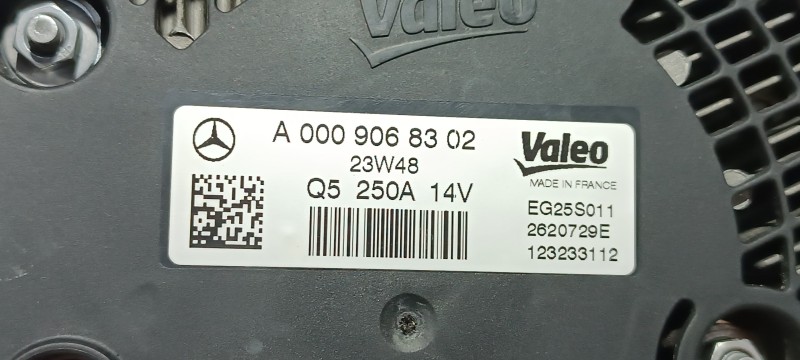 Valeo
A 000 906 83 02
23W48
Q5 250A 14V
Valeo
MADE IN FRANCE
EG25S011
2620729E
123233112